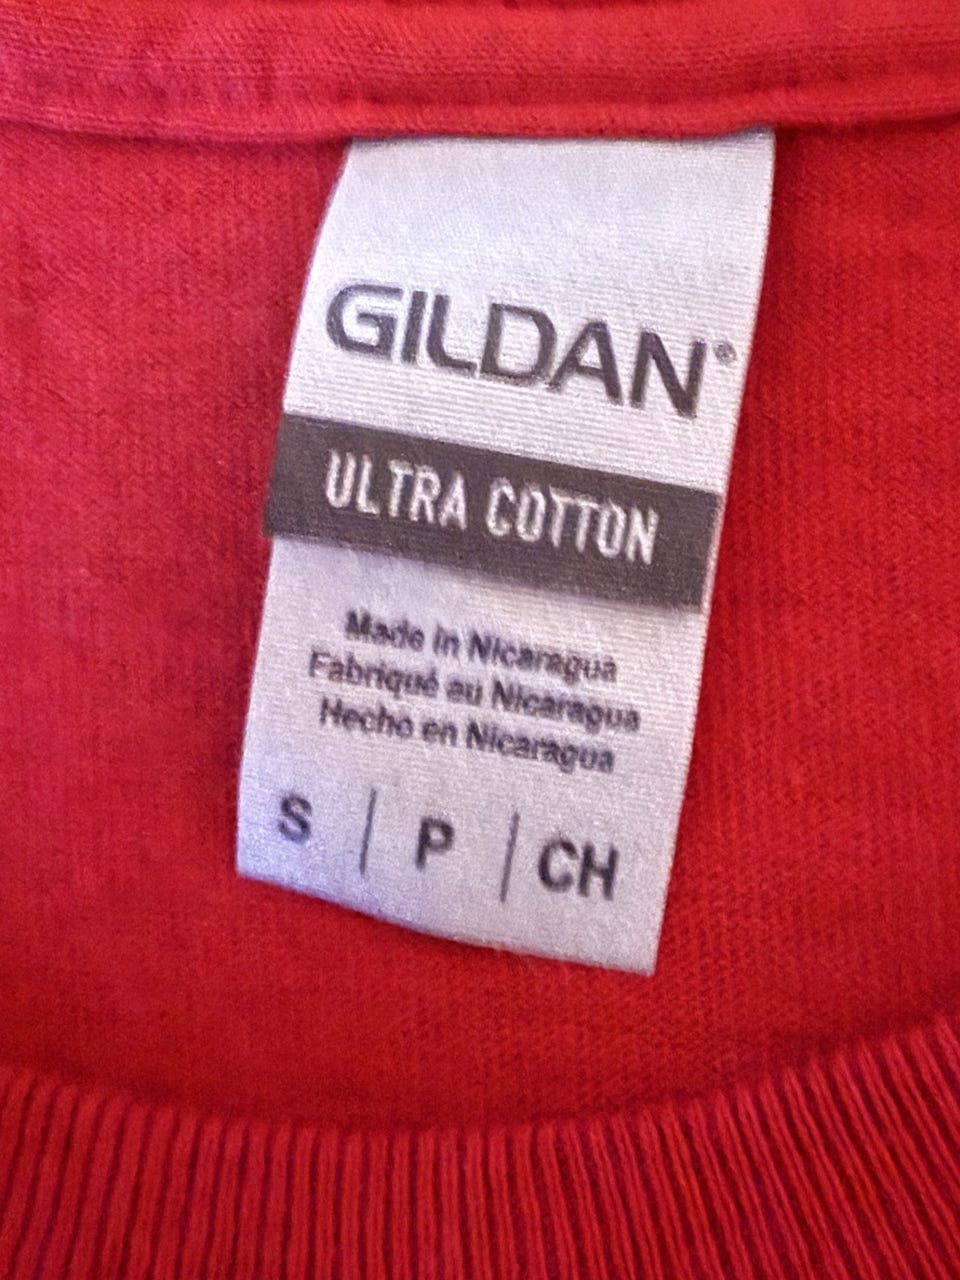 GILDAN®
ULTRA COTTON
Made in Nicaragua
Fabriqué au Nicaragua
Hecho en Nicaragua
S | P | CH